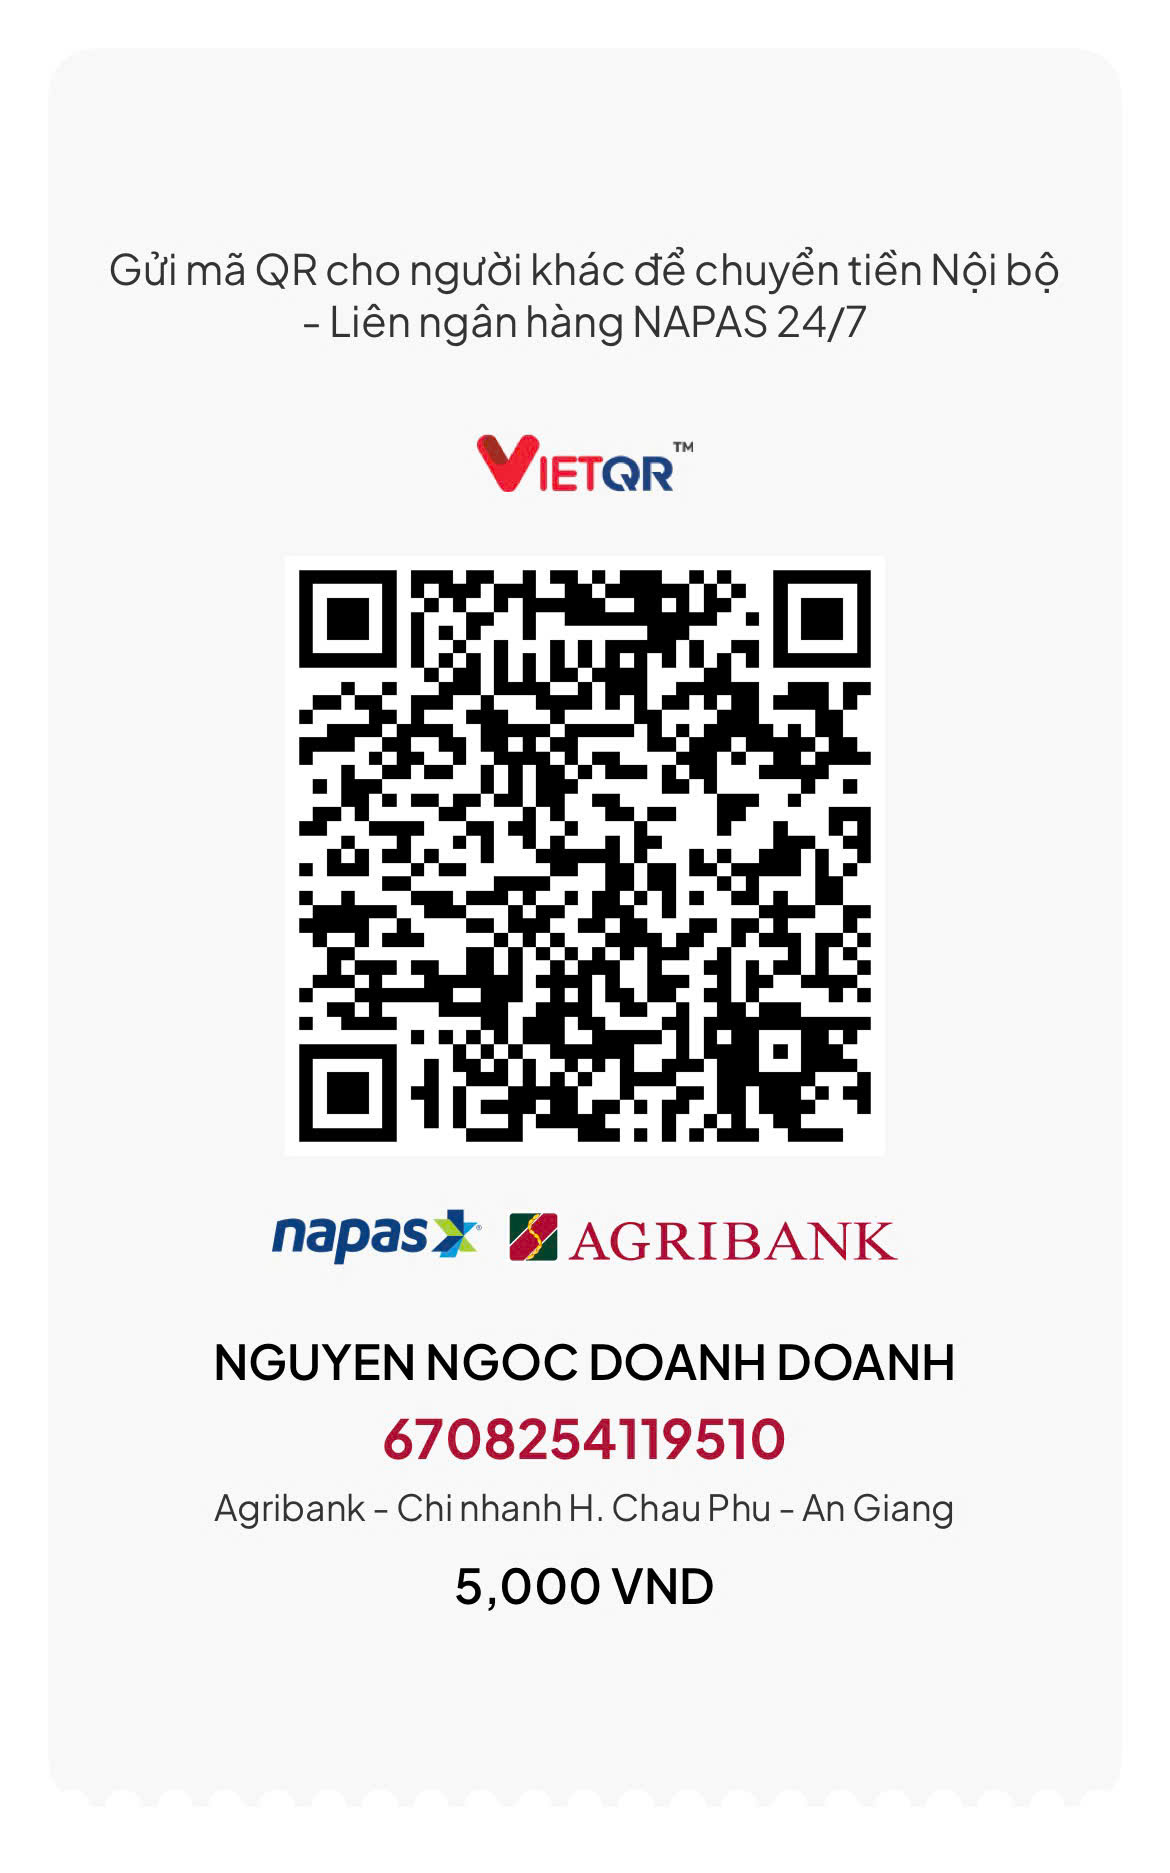 Gửi mã QR cho người khác để chuyển tiền Nội bộ
- Liên ngân hàng NAPAS 24/7
VIETQR™
napas® AGRIBANK
NGUYEN NGOC DOANH DOANH
6708254119510
Agribank - Chi nhanh H. Chau Phu - An Giang
5,000 VND